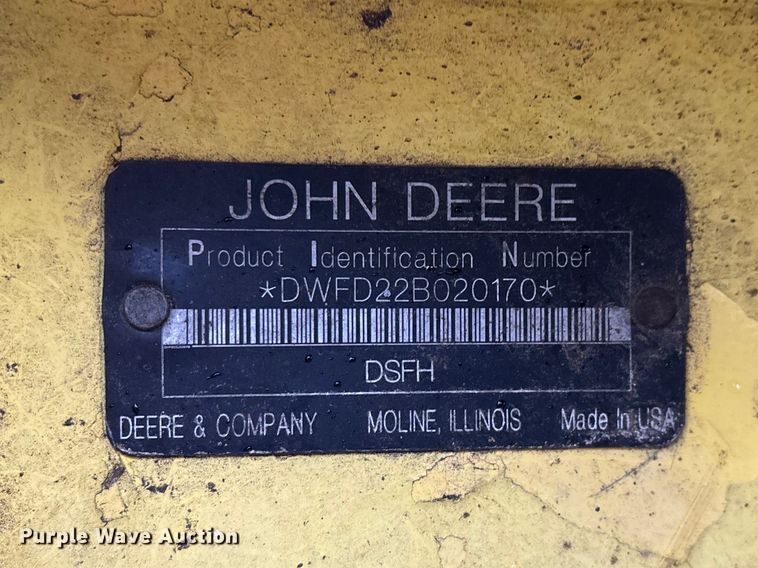 JOHN DEERE
Product Identification Number
*DWFD22B020170*
DSFH
DEERE & COMPANY MOLINE, ILLINOIS Made In USA
Purple Wave Auction